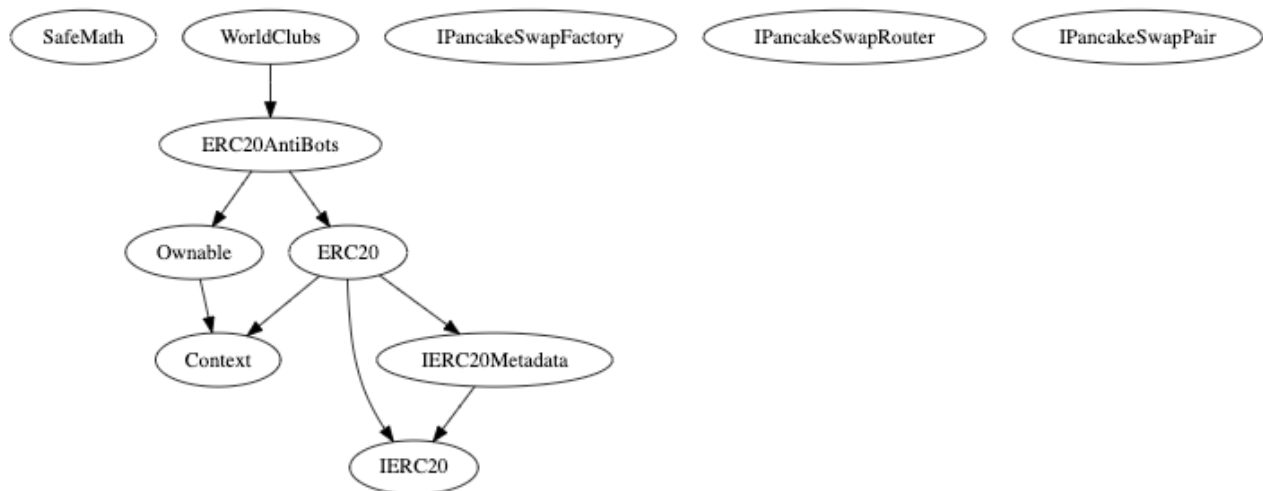 SafeMath
WorldClubs
IPancakeSwapFactory
IPancakeSwapRouter
IPancakeSwapPair
ERC20AntiBots
Ownable
ERC20
Context
IERC20Metadata
IERC20